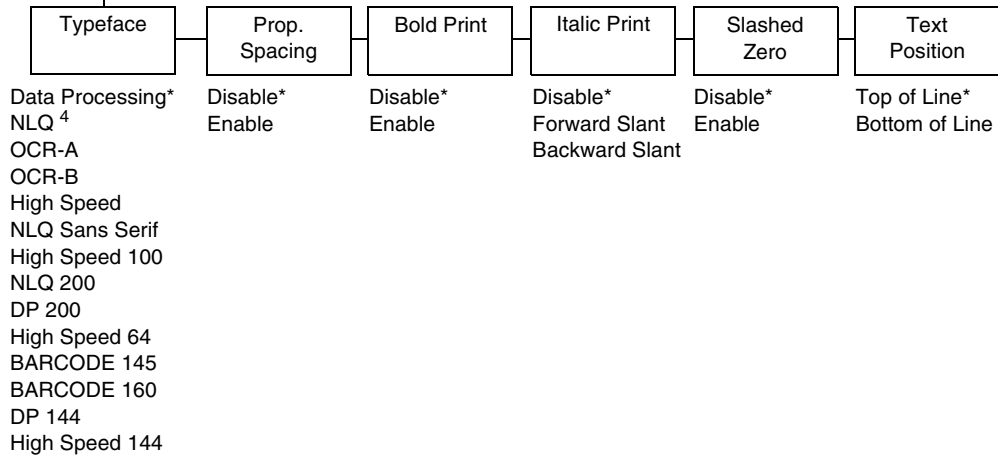 Typeface
Prop.
Spacing
Bold Print
Italic Print
Slashed
Zero
Text
Position
Data Processing*
NLQ 4
OCR-A
OCR-B
High Speed
NLQ Sans Serif
High Speed 100
NLQ 200
DP 200
High Speed 64
BARCODE 145
BARCODE 160
DP 144
High Speed 144
Disable*
Enable
Disable*
Enable
Disable*
Forward Slant
Backward Slant
Disable*
Enable
Top of Line*
Bottom of Line